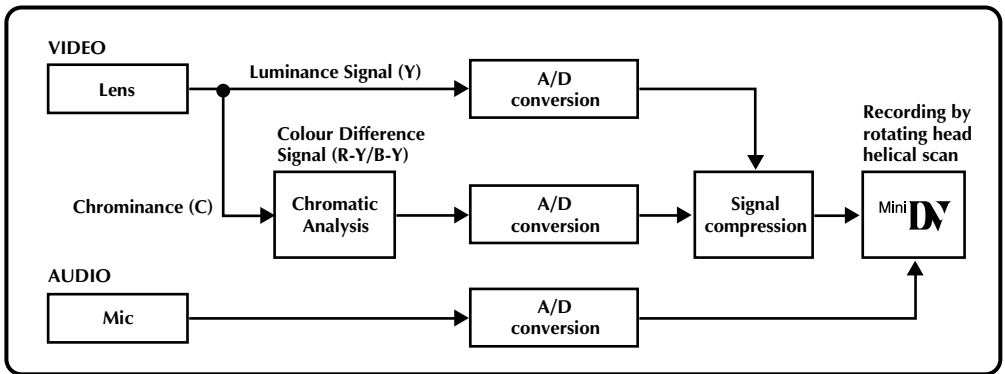 VIDEO
Lens
Luminance Signal (Y)
A/D
conversion
Colour Difference
Signal (R-Y/B-Y)
Chrominance (C)
Chromatic
Analysis
A/D
conversion
Signal
compression
Recording by
rotating head
helical scan
Mini DV
AUDIO
Mic
A/D
conversion